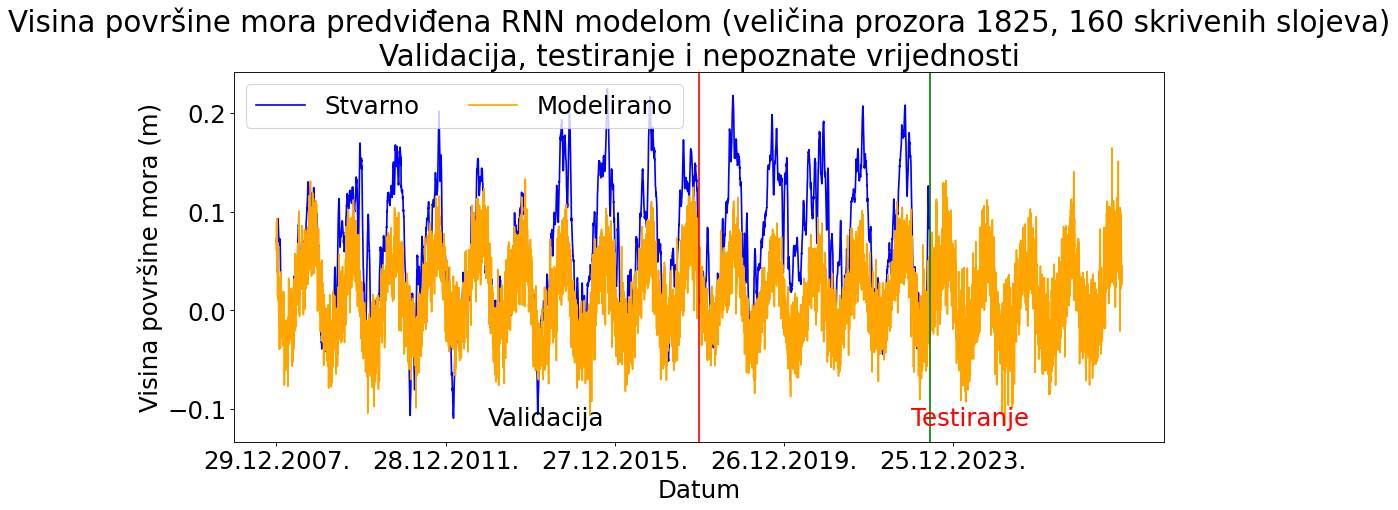 Visina površine mora predviđena RNN modelom (veličina prozora 1825, 160 skrivenih slojeva)
Validacija, testiranje i nepoznate vrijednosti
Stvarno
Modelirano
Visina površine mora (m)
0.2
0.1
0.0
−0.1
Validacija
Testiranje
29.12.2007.
28.12.2011.
27.12.2015.
26.12.2019.
25.12.2023.
Datum